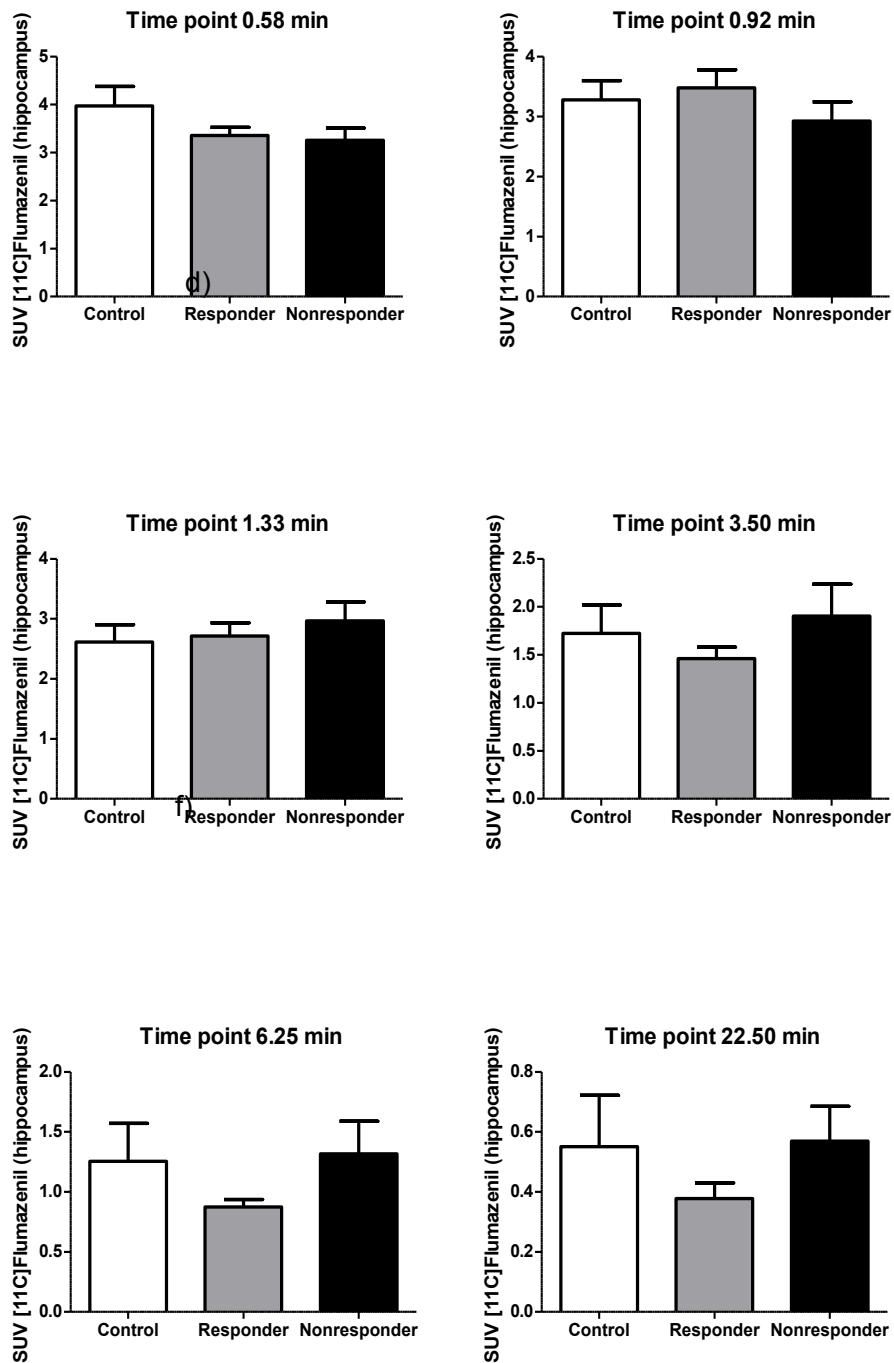 Time point 0.58 min
SUV [11C]Flumazenil (hippocampus)
5
4
3
2
1
0
d)
Control Responder Nonresponder
Time point 0.92 min
SUV [11C]Flumazenil (hippocampus)
4
3
2
1
0
Control Responder Nonresponder
Time point 1.33 min
SUV [11C]Flumazenil (hippocampus)
4
3
2
1
0
f)
Control Responder Nonresponder
Time point 3.50 min
SUV [11C]Flumazenil (hippocampus)
2.5
2.0
1.5
1.0
0.5
0.0
Control Responder Nonresponder
Time point 6.25 min
SUV [11C]Flumazenil (hippocampus)
2.0
1.5
1.0
0.5
0.0
Control Responder Nonresponder
Time point 22.50 min
SUV [11C]Flumazenil (hippocampus)
0.8
0.6
0.4
0.2
0.0
Control Responder Nonresponder